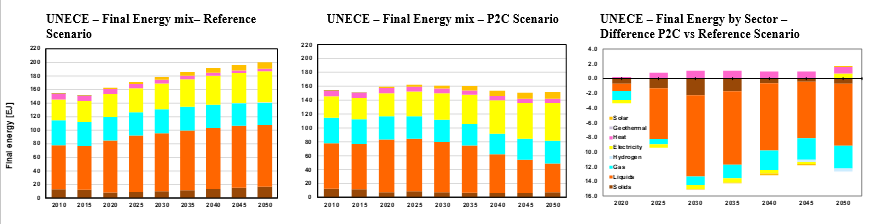 UNECE – Final Energy mix– Reference
Scenario
Final energy [EJ]
220
200
180
160
140
120
100
80
60
40
20
0
2010 2015 2020 2025 2030 2035 2040 2045 2050
UNECE – Final Energy mix – P2C Scenario
220
200
180
160
140
120
100
80
60
40
20
0
2010 2015 2020 2025 2030 2035 2040 2045 2050
UNECE – Final Energy by Sector –
Difference P2C vs Reference Scenario
4.0
2.0
0.0
2.0
4.0
6.0
8.0
10.0
12.0
14.0
16.0
Solar
Geothermal
Heat
Electricity
Hydrogen
Gas
Liquids
Solids
2020 2025 2030 2035 2040 2045 2050